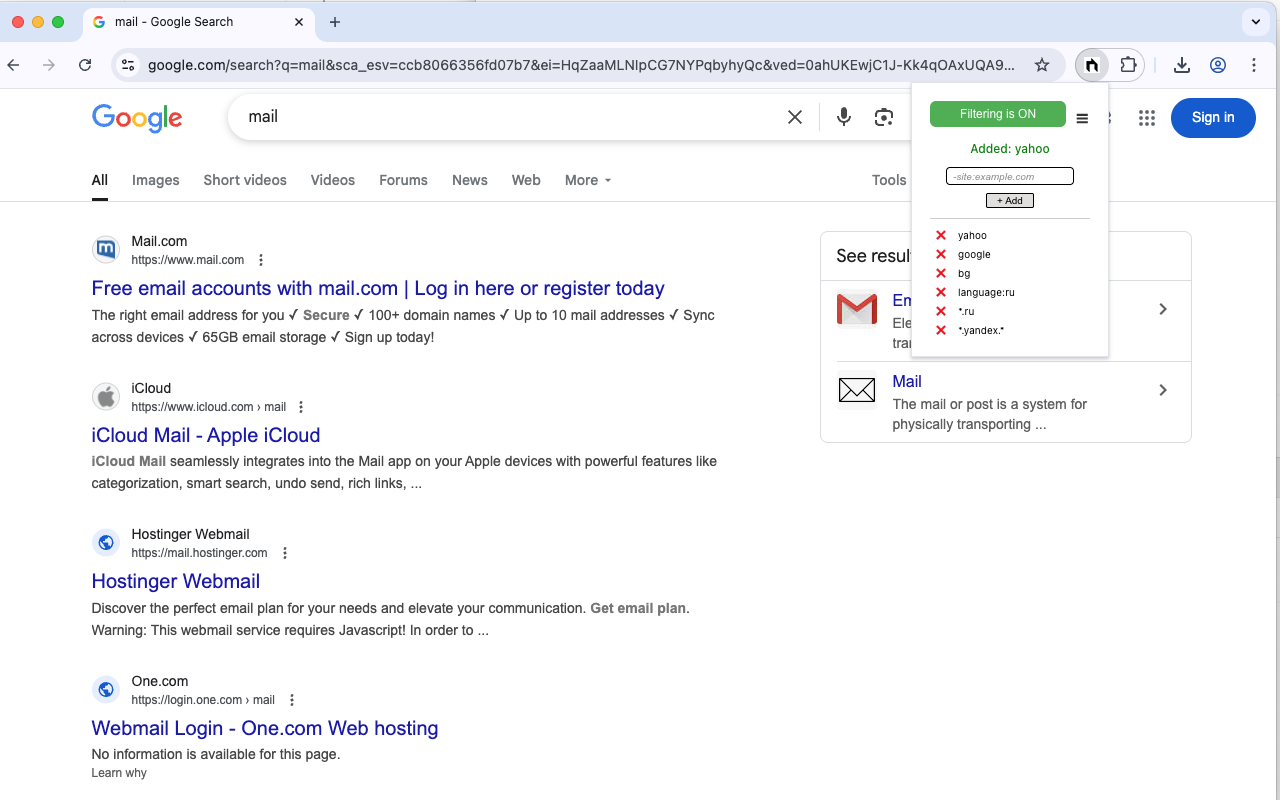 mail - Google Search
google.com/search?q=mail&sca_esv=ccb8066356fd07b7&ei=HqZaaMLNIpCG7NYPqbyhyQc&ved=0ahUKEwjC1J-Kk4qOAxUQA9...
Google
mail
Sign in
All Images Short videos Videos Forums News Web More Tools
Filtering is ON
Added: yahoo
-site:example.com
+ Add
yahoo
google
bg
language:ru
*.ru
*.yandex.*
Mail.com
https://www.mail.com
Free email accounts with mail.com | Log in here or register today
The right email address for you ✓ Secure ✓ 100+ domain names ✓ Up to 10 mail addresses ✓ Sync
across devices ✓ 65GB email storage ✓ Sign up today!
iCloud
https://www.icloud.com › mail
iCloud Mail - Apple iCloud
iCloud Mail seamlessly integrates into the Mail app on your Apple devices with powerful features like
categorization, smart search, undo send, rich links, ...
Hostinger Webmail
https://mail.hostinger.com
Hostinger Webmail
Discover the perfect email plan for your needs and elevate your communication. Get email plan.
Warning: This webmail service requires Javascript! In order to ...
One.com
https://login.one.com › mail
Webmail Login - One.com Web hosting
No information is available for this page.
Learn why
See
Mail
The mail or post is a system for
physically transporting ...